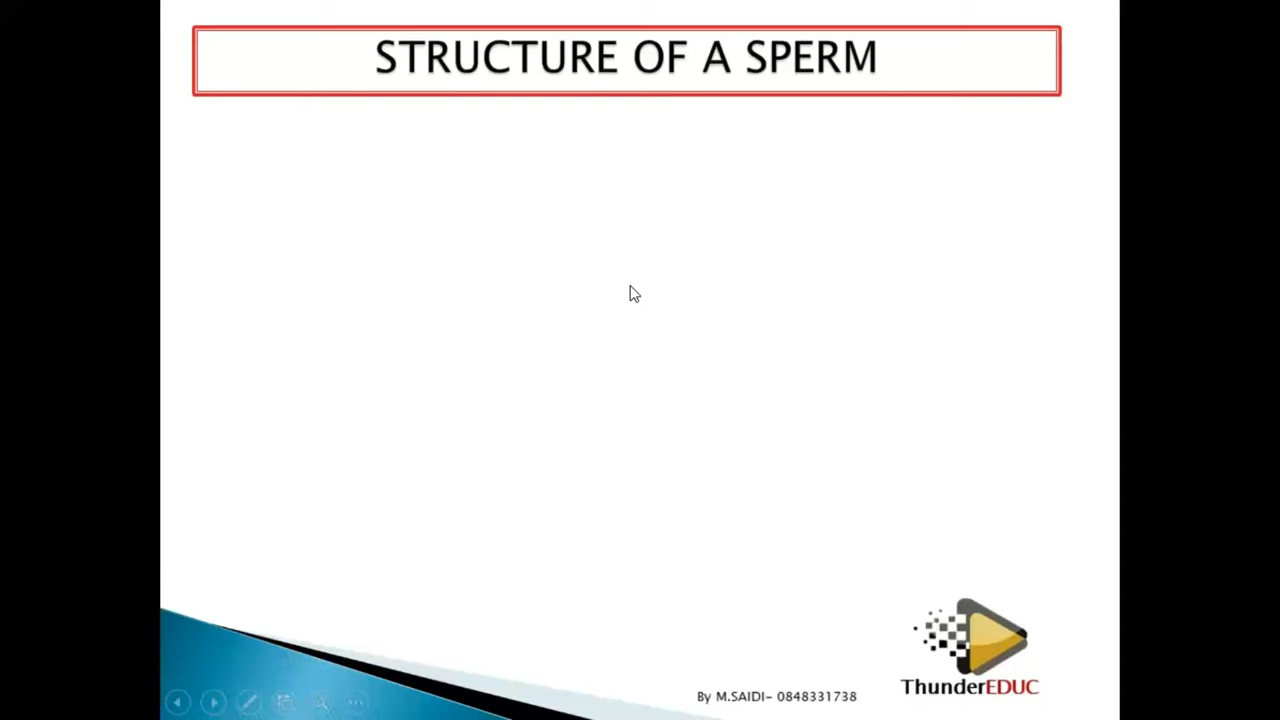 STRUCTURE OF A SPERM
By M.SAIDI- 0848331738
ThunderEDUC